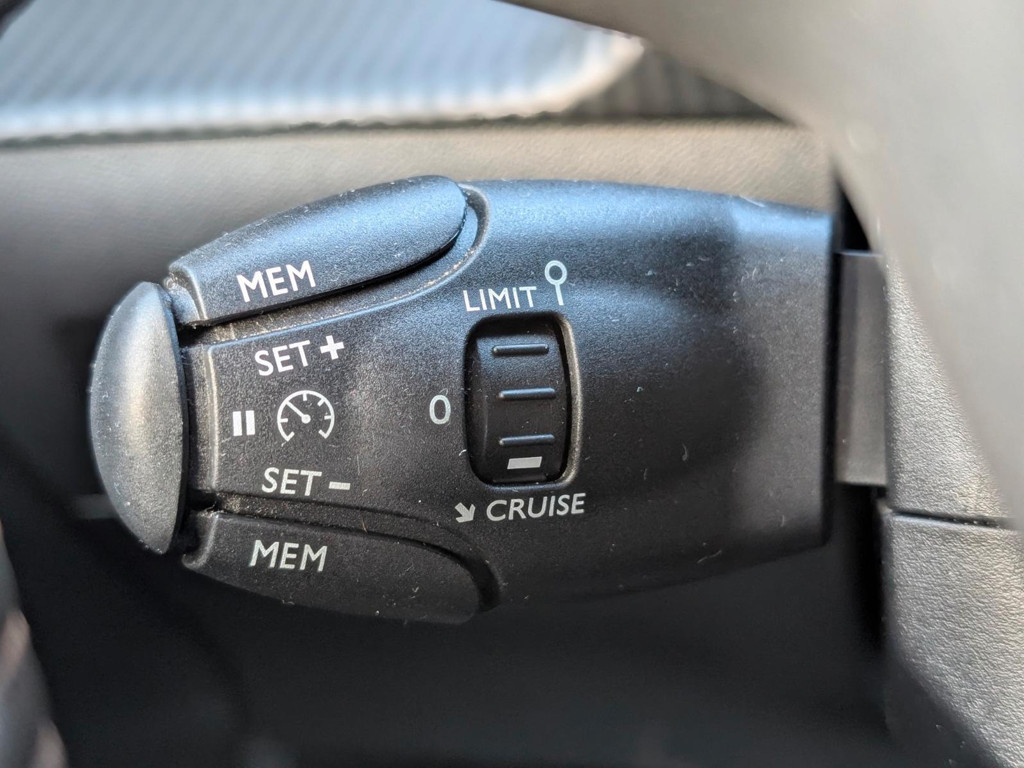 MEM
LIMIT
SET +
0
SET -
CRUISE
MEM